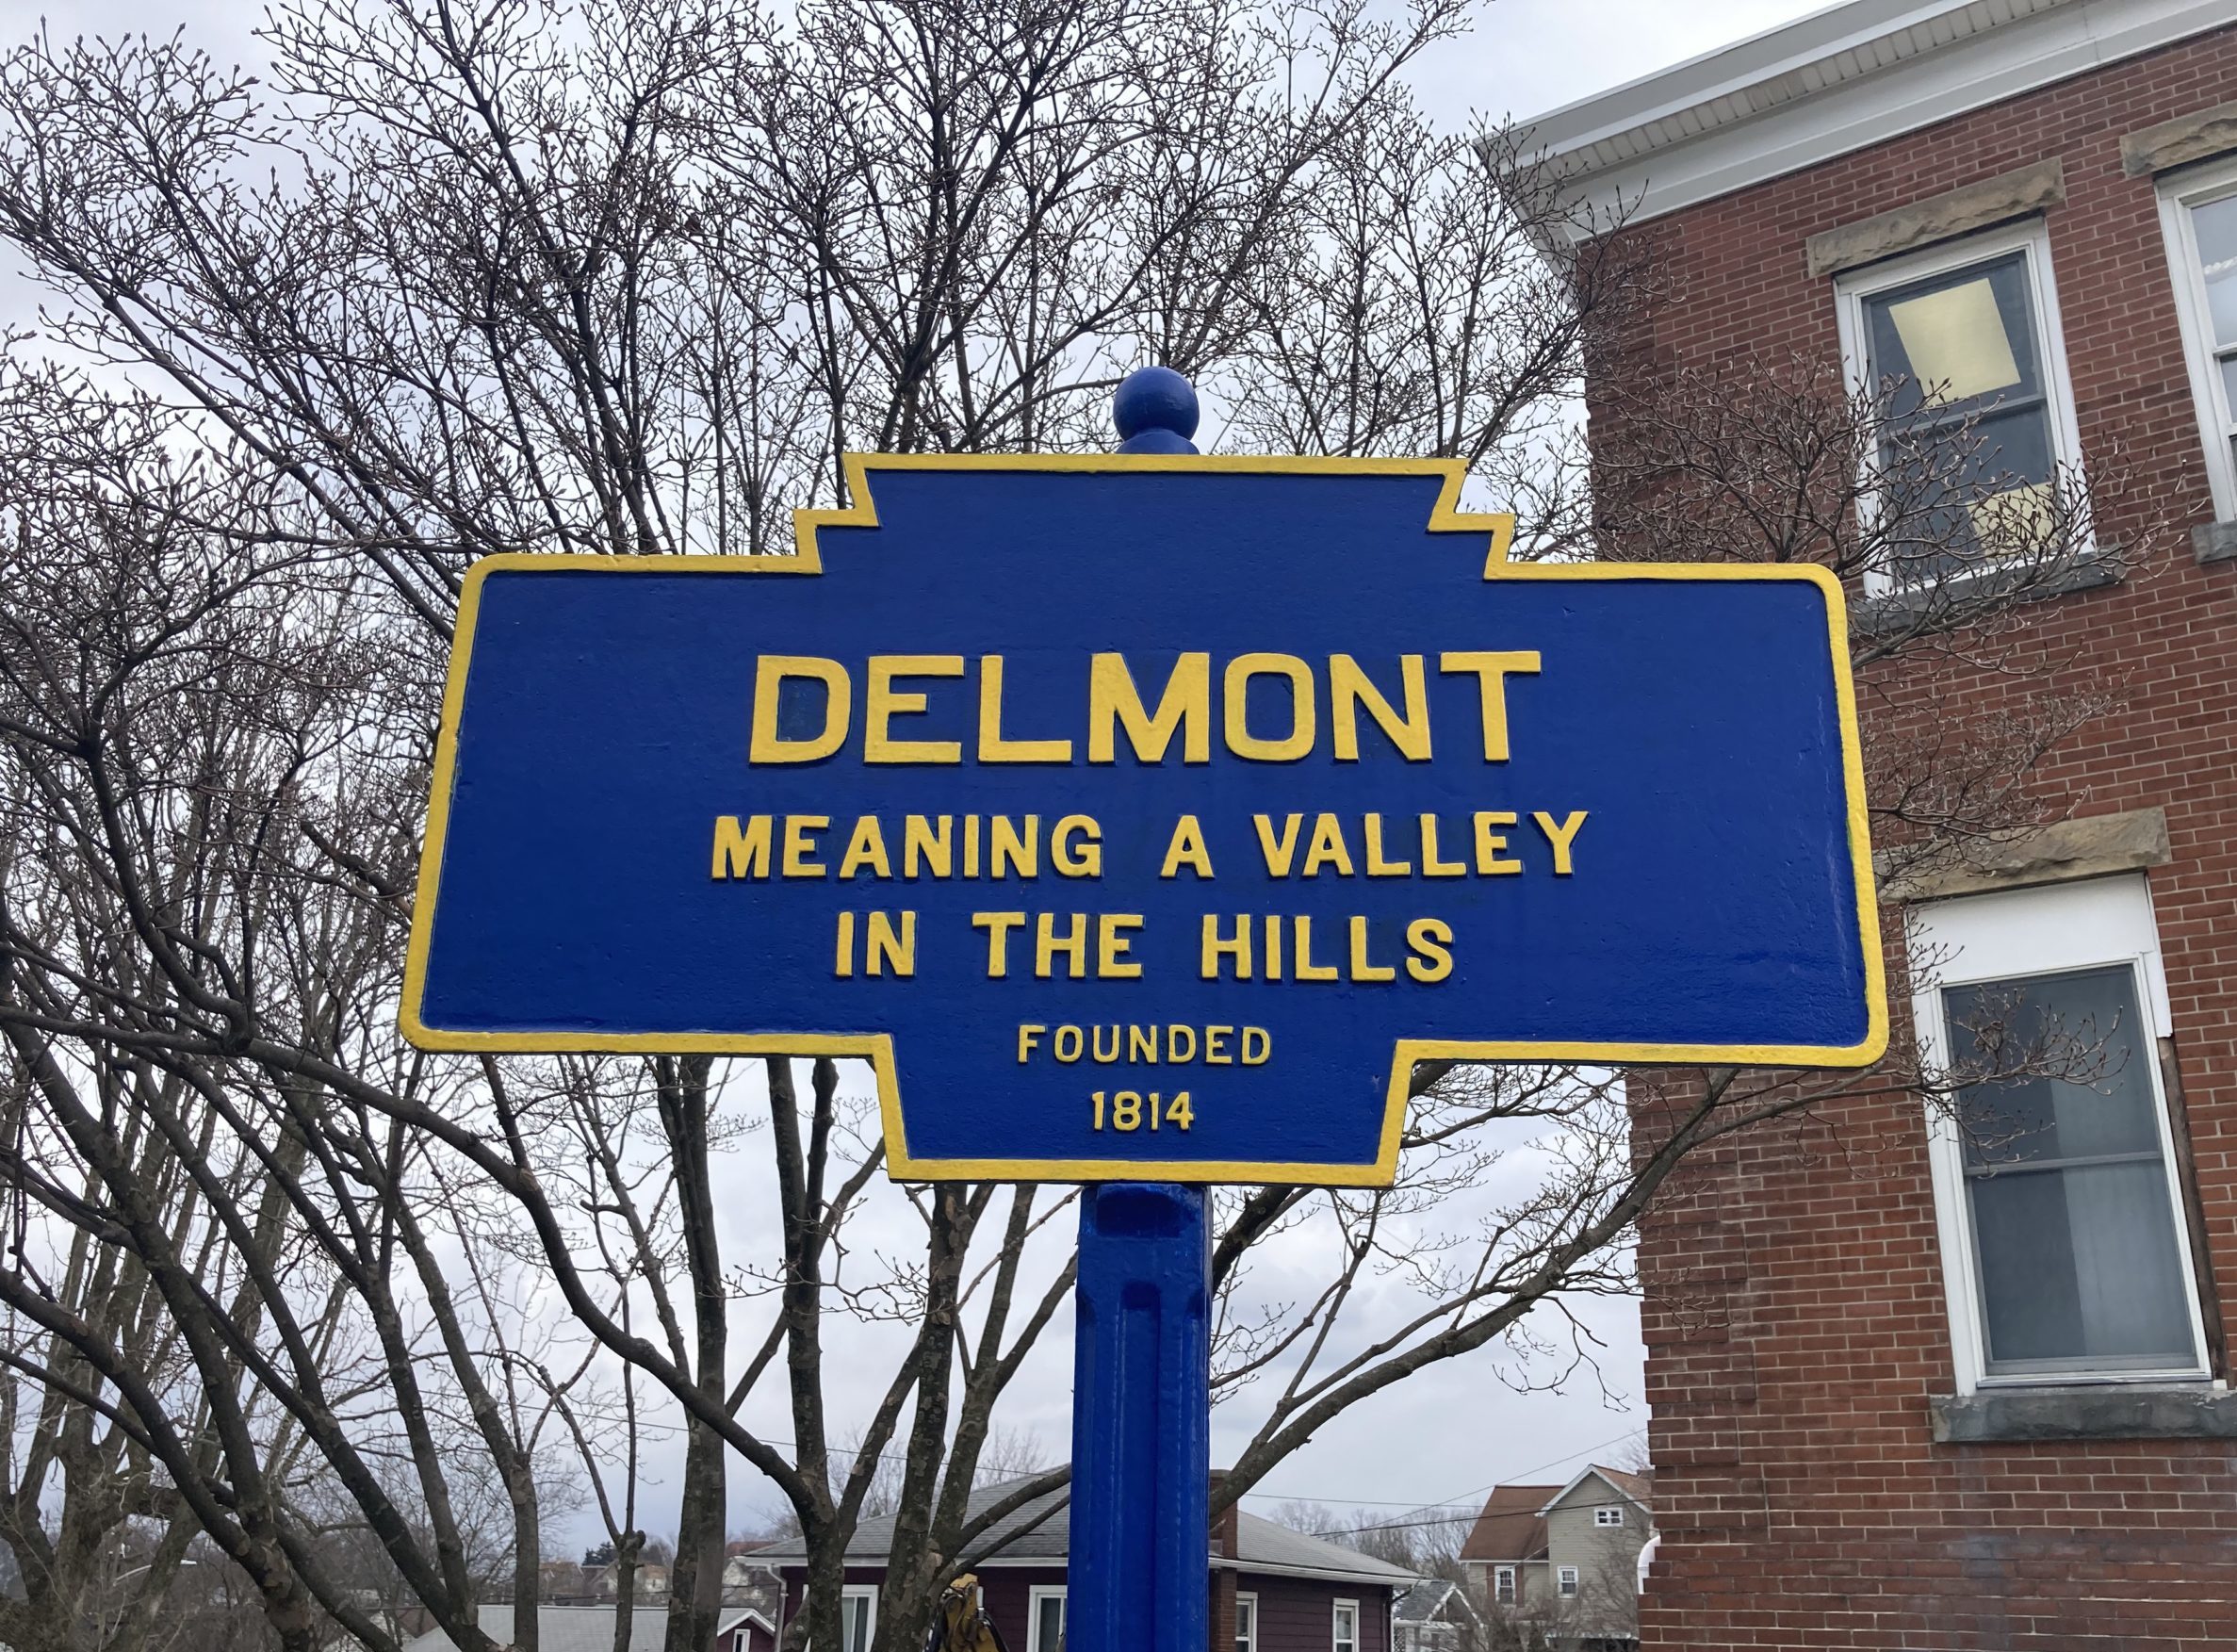 DELMONT
MEANING A VALLEY
IN THE HILLS
FOUNDED
1814